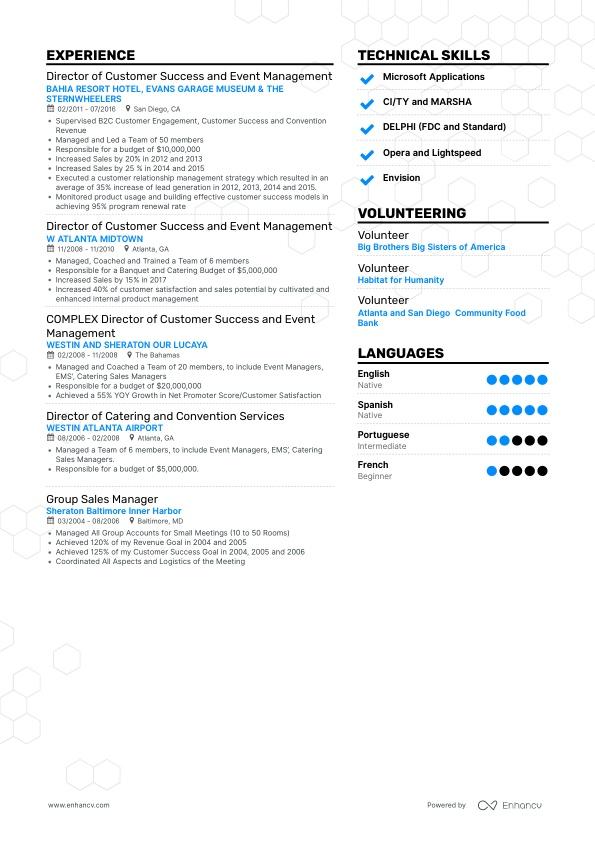 EXPERIENCE
Director of Customer Success and Event Management
BAHIA RESORT HOTEL, EVANS GARAGE MUSEUM & THE
STERNWHEELERS
02/2011 - 07/2016 San Diego, CA
• Supervised B2C Customer Engagement, Customer Success and Convention
Revenue
• Managed and Led a Team of 50 members
• Responsible for a budget of $10,000,000
• Increased Sales by 20% in 2012 and 2013
• Increased Sales by 25 % in 2014 and 2015
• Executed a customer relationship management strategy which resulted in an
average of 35% increase of lead generation in 2012, 2013, 2014 and 2015.
• Monitored product usage and building effective customer success models in
achieving 95% program renewal rate
Director of Customer Success and Event Management
W ATLANTA MIDTOWN
11/2008 - 11/2010 Atlanta, GA
• Managed, Coached and Trained a Team of 6 members
• Responsible for a Banquet and Catering Budget of $5,000,000
• Increased Sales by 15% in 2017
• Increased 40% of customer satisfaction and sales potential by cultivated and
enhanced internal product management
COMPLEX Director of Customer Success and Event
Management
WESTIN AND SHERATON OUR LUCAYA
02/2008 - 11/2008 The Bahamas
• Managed and Coached a Team of 20 members, to include Event Managers,
EMS', Catering Sales Managers
• Responsible for a budget of $20,000,000
• Achieved a 55% YOY Growth in Net Promoter Score/Customer Satisfaction
Director of Catering and Convention Services
WESTIN ATLANTA AIRPORT
08/2006 - 02/2008 Atlanta, GA
• Managed a Team of 6 members, to include Event Managers, EMS', Catering
Sales Managers.
• Responsible for a budget of $5,000,000.
Group Sales Manager
Sheraton Baltimore Inner Harbor
03/2004 - 08/2006 Baltimore, MD
• Managed All Group Accounts for Small Meetings (10 to 50 Rooms)
• Achieved 120% of my Revenue Goal in 2004 and 2005
• Achieved 125% of my Customer Success Goal in 2004, 2005 and 2006
• Coordinated All Aspects and Logistics of the Meeting
TECHNICAL SKILLS
Microsoft Applications
CI/TY and MARSHA
DELPHI (FDC and Standard)
Opera and Lightspeed
Envision
VOLUNTEERING
Volunteer
Big Brothers Big Sisters of America
Volunteer
Habitat for Humanity
Volunteer
Atlanta and San Diego Community Food
Bank
LANGUAGES
English
Native
Spanish
Native
Portuguese
Intermediate
French
Beginner
www.enhancv.com
Powered by Enhancv